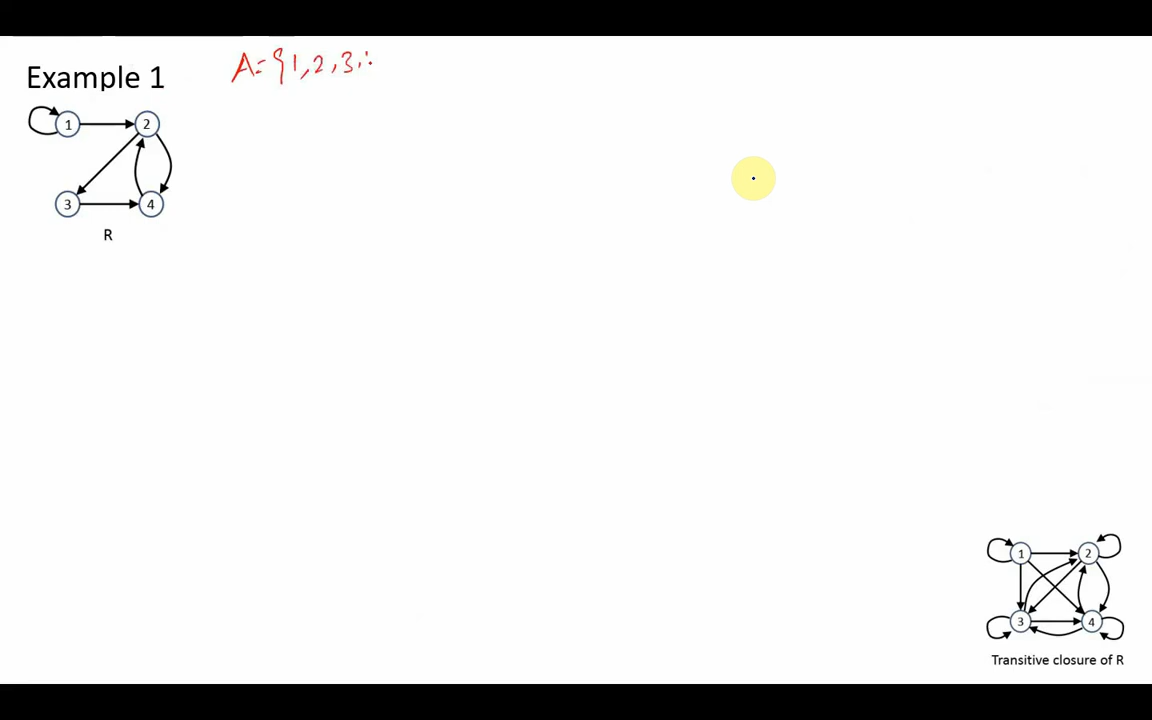 Example 1
A={1,2,3,
1
2
3
4
R
1
2
3
4
Transitive closure of R